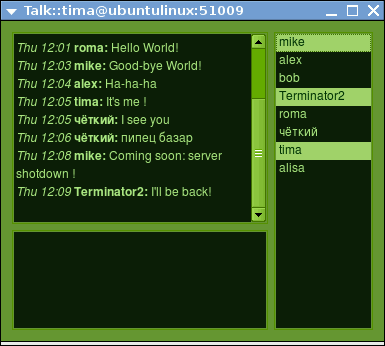 Talk::tima@ubuntulinux:51009
Thu 12:01 roma: Hello World!
Thu 12:03 mike: Good-bye World!
Thu 12:04 alex: Ha-ha-ha
Thu 12:05 tima: It's me !
Thu 12:05 чёткий: I see you
Thu 12:06 чёткий: пипец базар
Thu 12:08 mike: Coming soon: server
shotdown !
Thu 12:09 Terminator2: I'll be back!
mike
alex
bob
Terminator2
roma
чёткий
tima
alisa